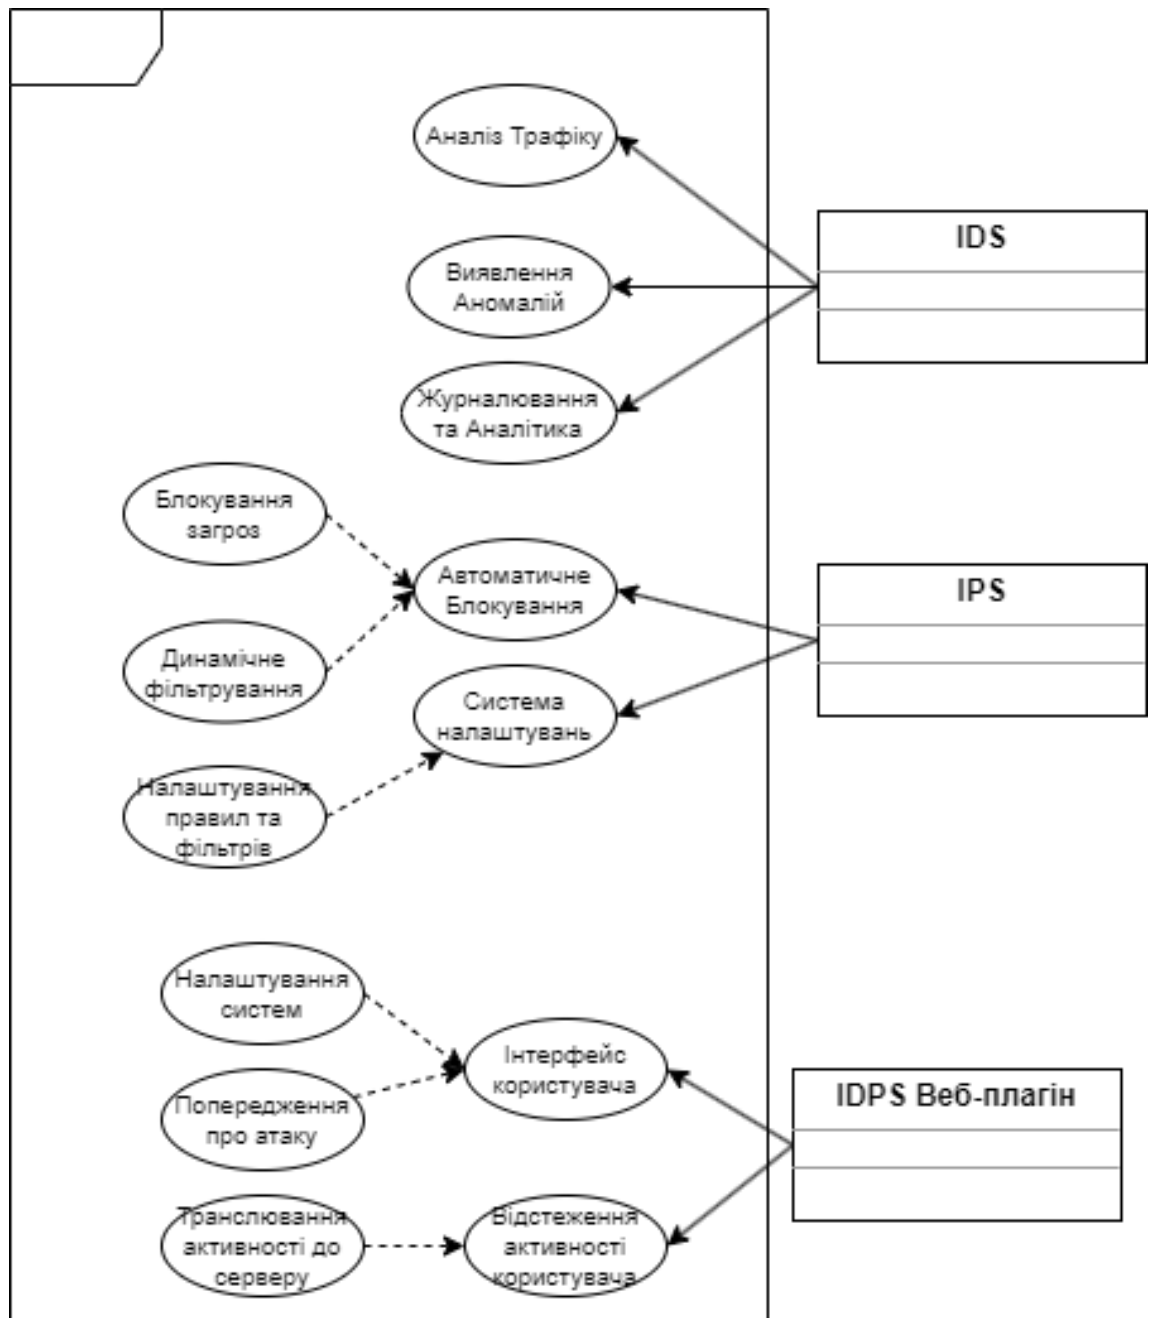 Аналіз Трафіку
IDS
Виявлення
Аномалій
Журналювання
та Аналітика
Блокування
загроз
Автоматичне
Блокування
IPS
Динамічне
фільтрування
Система
налаштувань
Налаштування
правил та
фільтрів
Налаштування
систем
Інтерфейс
користувача
IDPS Веб-плагін
Попередження
про атаку
Транслювання
активності до
серверу
Відстеження
активності
користувача